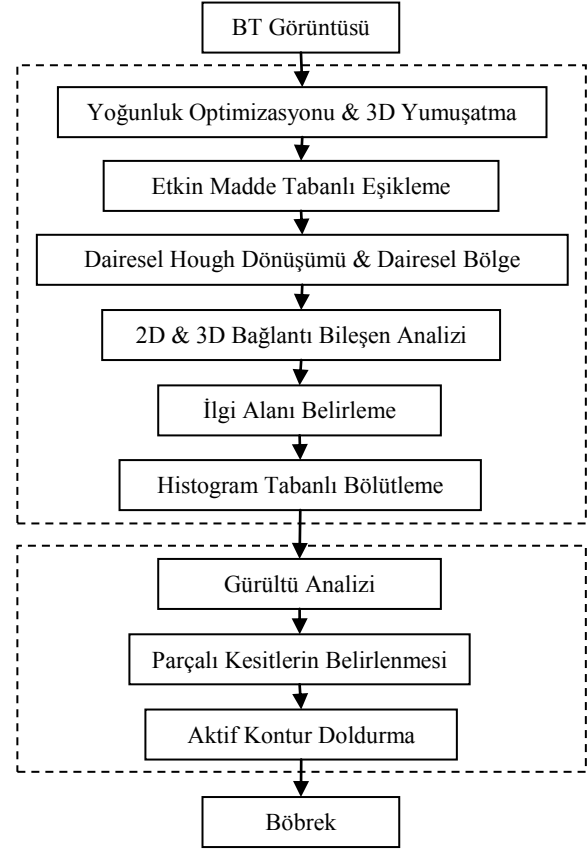 BT Görüntüsü
Yoğunluk Optimizasyonu & 3D Yumuşatma
Etkin Madde Tabanlı Eşikleme
Dairesel Hough Dönüşümü & Dairesel Bölge
2D & 3D Bağlantı Bileşen Analizi
İlgi Alanı Belirleme
Histogram Tabanlı Bölütleme
Gürültü Analizi
Parçalı Kesitlerin Belirlenmesi
Aktif Kontur Doldurma
Böbrek